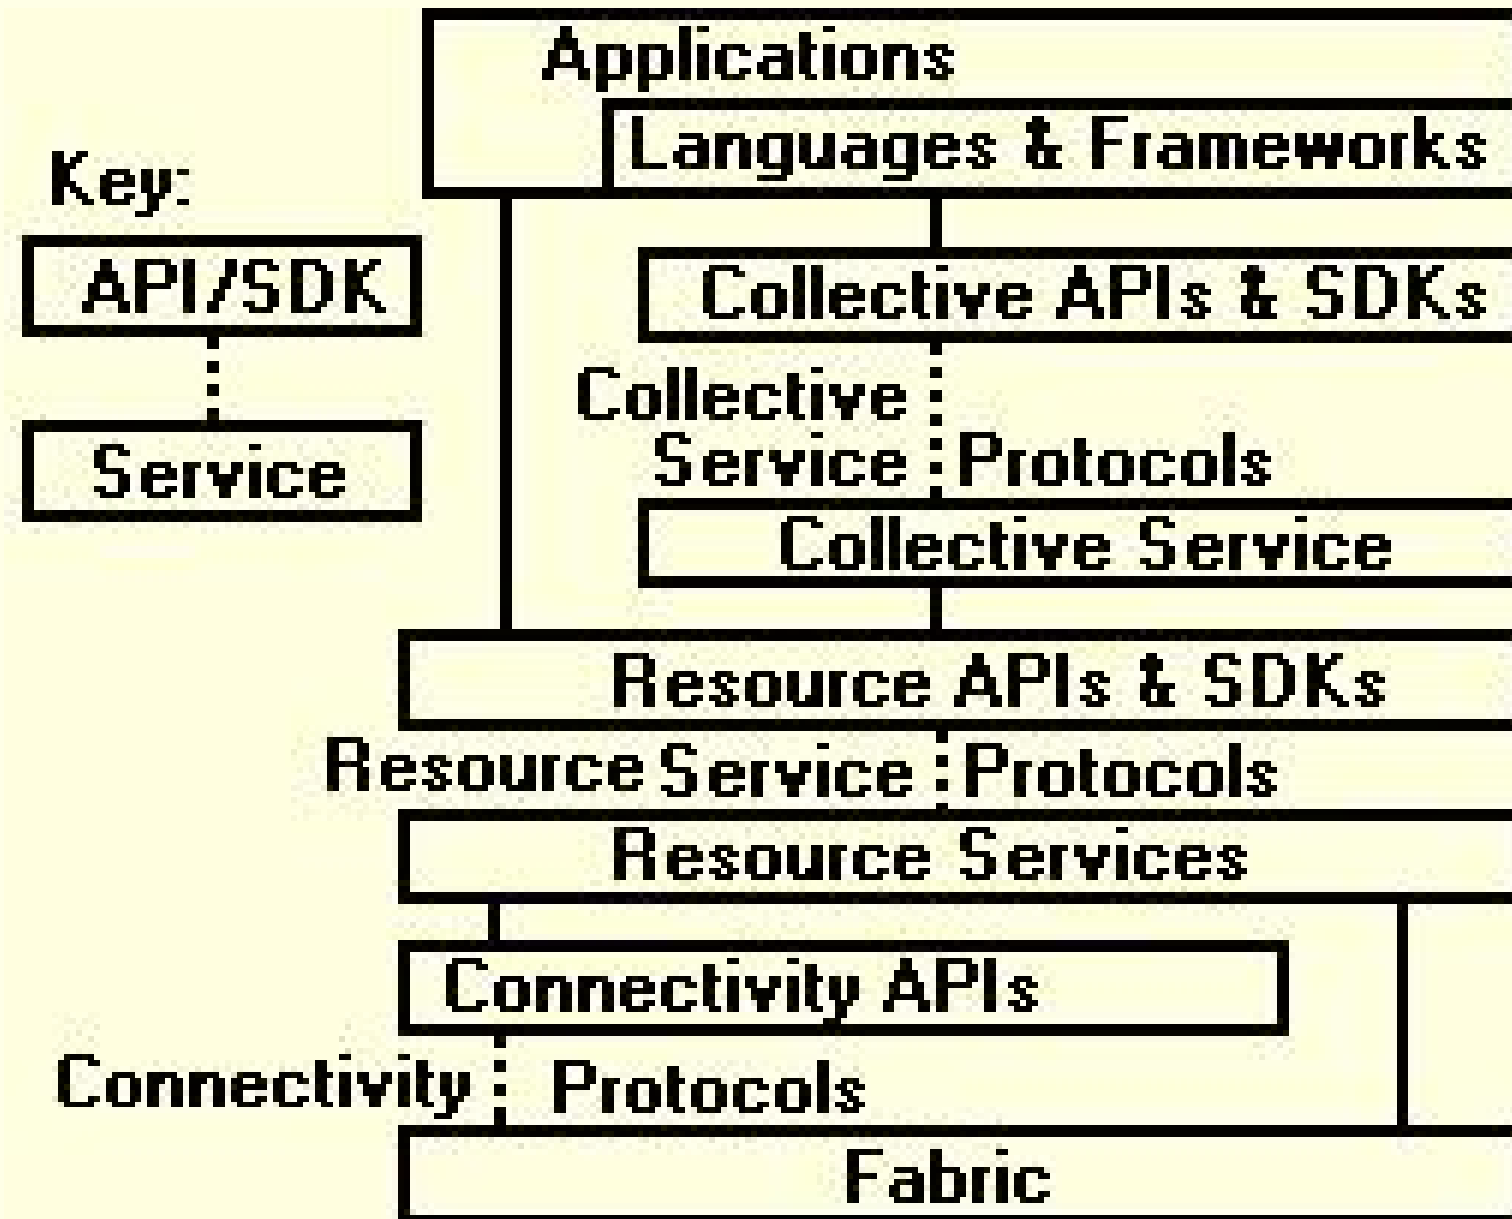 Applications
Languages & Frameworks
Key:
API/SDK
Collective APIs & SDKs
Collective
Service Protocols
Service
Collective Service
Resource APIs & SDKs
Resource Service Protocols
Resource Services
Connectivity APIs
Connectivity Protocols
Fabric